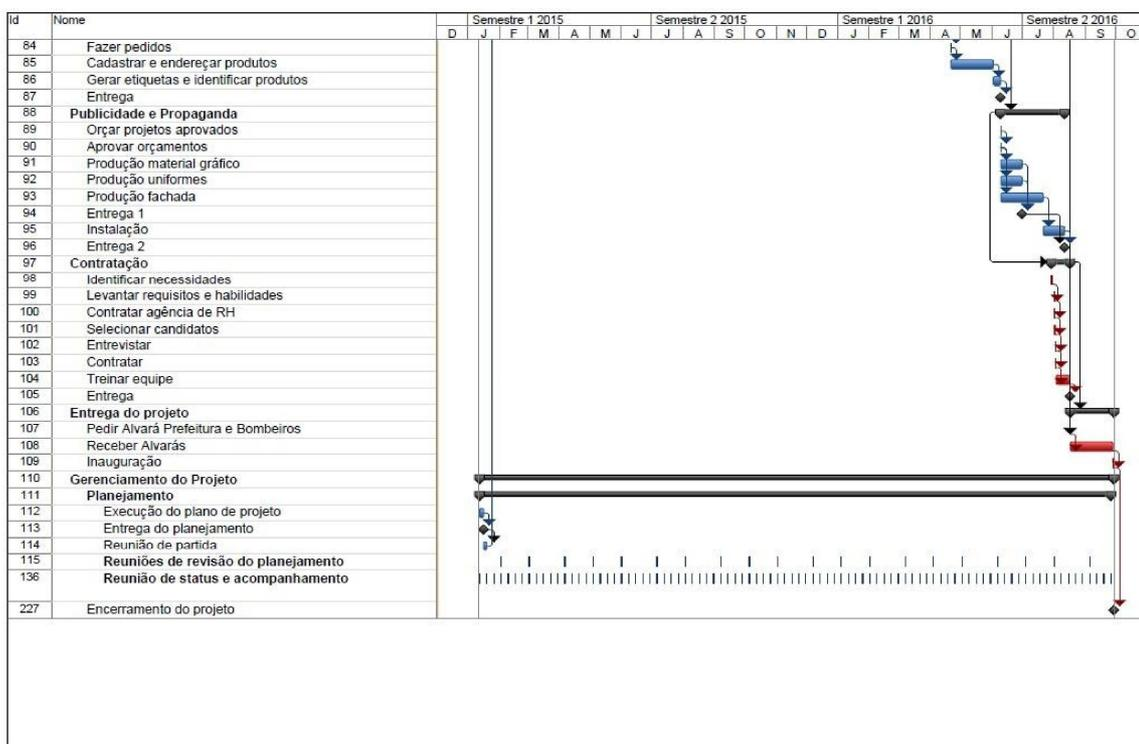 Id Nome Semestre 1 2015 Semestre 2 2015 Semestre 1 2016 Semestre 2 2016
D J F M A M J J A S O N D J F M A M J J A S O
84 Fazer pedidos
85 Cadastrar e endereçar produtos
86 Gerar etiquetas e identificar produtos
87 Entrega
88 Publicidade e Propaganda
89 Orçar projetos aprovados
90 Aprovar orçamentos
91 Produção material gráfico
92 Produção uniformes
93 Produção fachada
94 Entrega 1
95 Instalação
96 Entrega 2
97 Contratação
98 Identificar necessidades
99 Levantar requisitos e habilidades
100 Contratar agência de RH
101 Selecionar candidatos
102 Entrevistar
103 Contratar
104 Treinar equipe
105 Entrega
106 Entrega do projeto
107 Pedir Alvará Prefeitura e Bombeiros
108 Receber Alvarás
109 Inauguração
110 Gerenciamento do Projeto
111 Planejamento
112 Execução do plano de projeto
113 Entrega do planejamento
114 Reunião de partida
115 Reuniões de revisão do planejamento
136 Reunião de status e acompanhamento
227 Encerramento do projeto